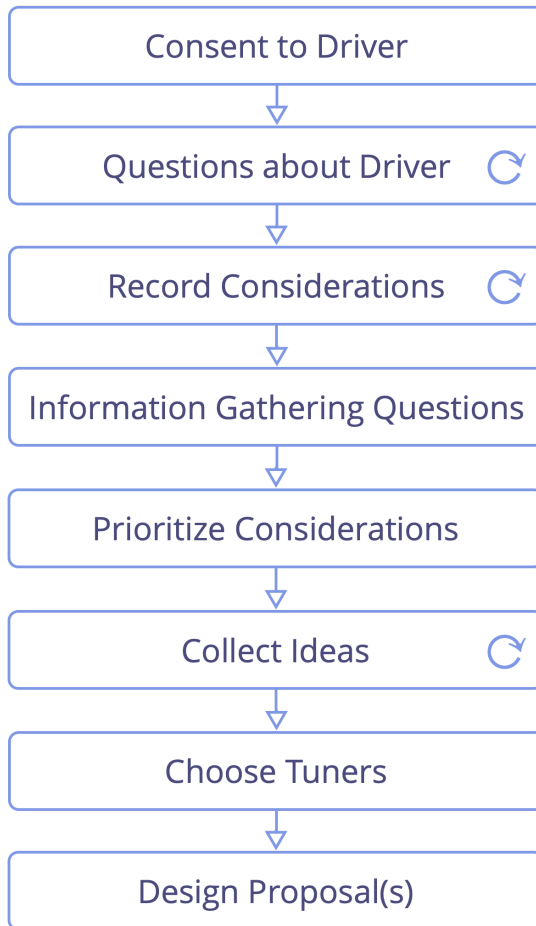 Consent to Driver
Questions about Driver
Record Considerations
Information Gathering Questions
Prioritize Considerations
Collect Ideas
Choose Tuners
Design Proposal(s)